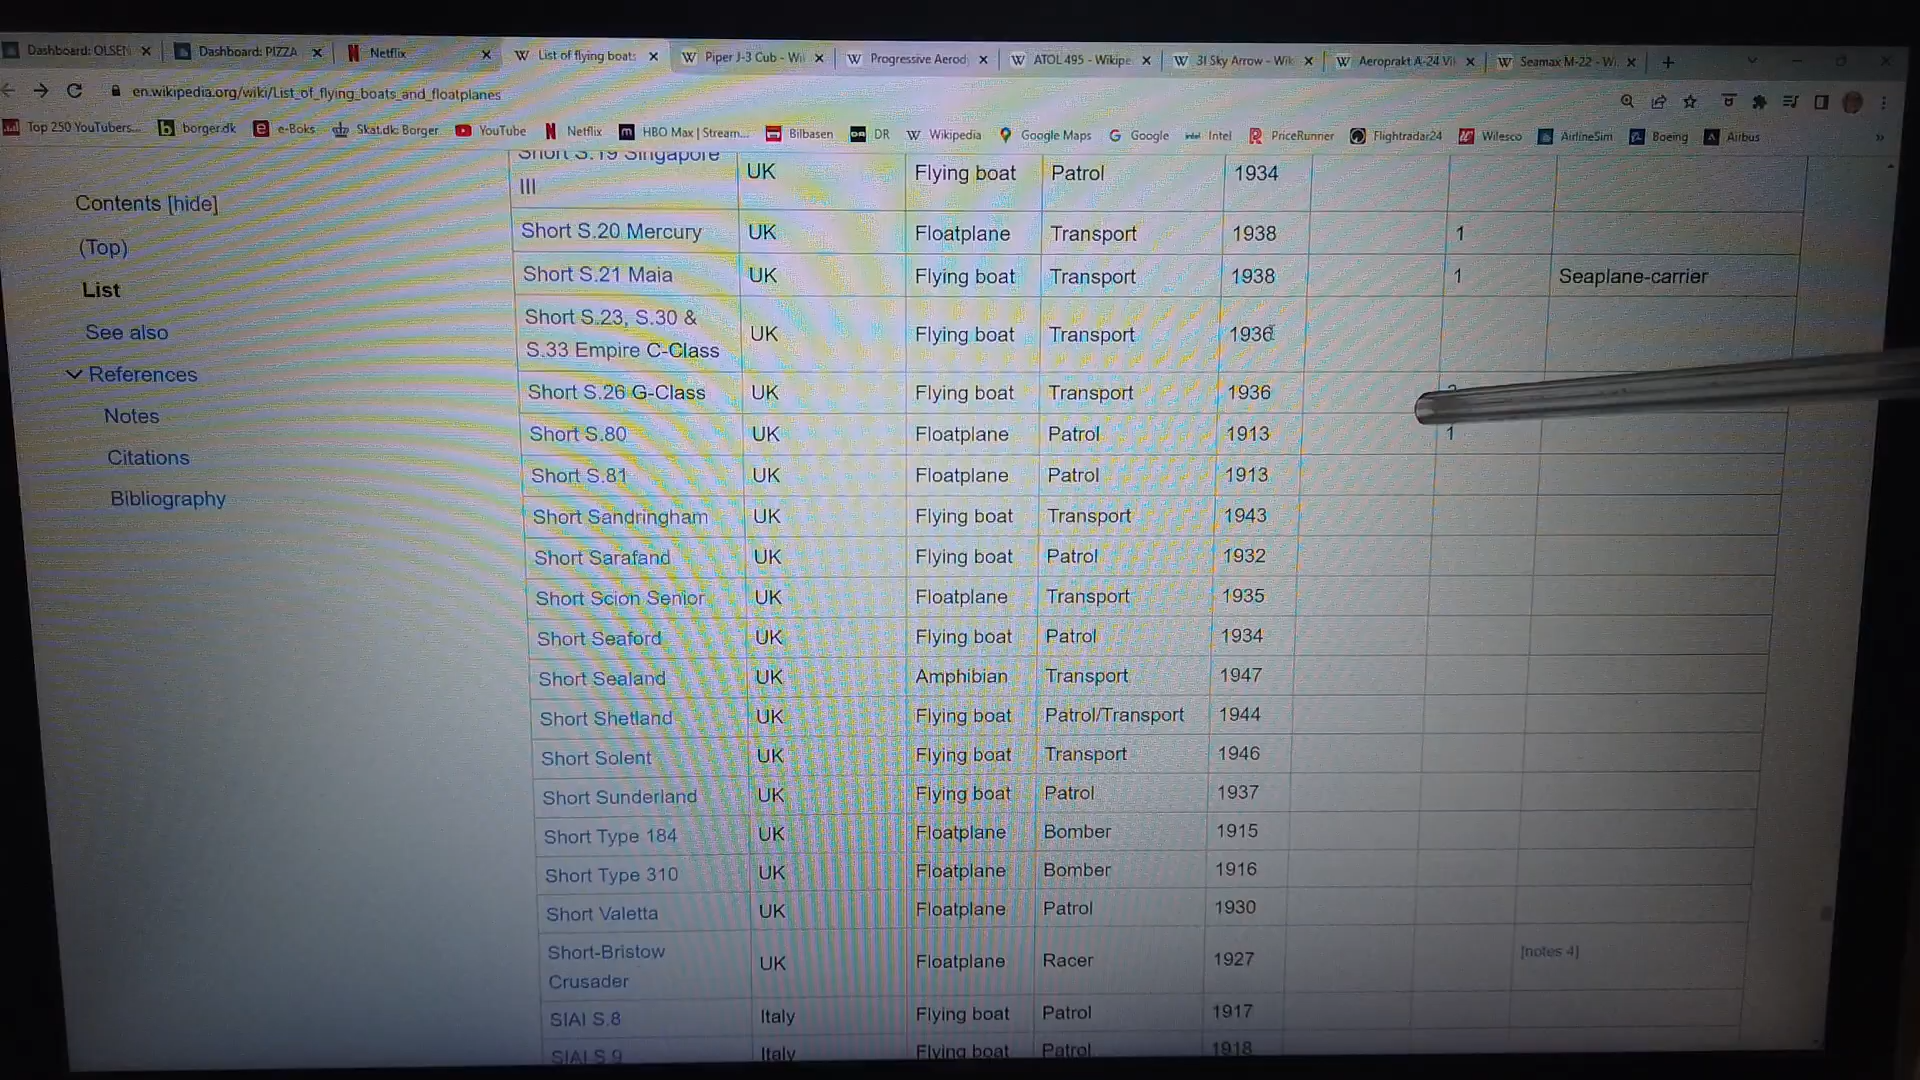 Dashboard: OLSEN
Dashboard: PIZZA
Netflix
List of flying boats
Piper J-3 Cub - Wi
Progressive Aerod
ATOL 495 - Wikipe
3I Sky Arrow - Wik
Aeroprakt A-24 Vi
Seamax M-22 - Wi
en.wikipedia.org/wiki/List_of_flying_boats_and_floatplanes
Top 250 YouTubers... borger.dk e-Boks Skat.dk: Borger YouTube Netflix HBO Max | Stream... Bilbasen DR Wikipedia Google Maps Google Intel PriceRunner Flightradar24 Wilesco AirlineSim Boeing Airbus »
Contents [hide]
(Top)
List
See also
References
Notes
Citations
Bibliography
Short S.19 Singapore III UK Flying boat Patrol 1934
Short S.20 Mercury UK Floatplane Transport 1938 1
Short S.21 Maia UK Flying boat Transport 1938 1 Seaplane-carrier
Short S.23, S.30 &
S.33 Empire C-Class UK Flying boat Transport 1936
Short S.26 G-Class UK Flying boat Transport 1936
Short S.80 UK Floatplane Patrol 1913 1
Short S.81 UK Floatplane Patrol 1913
Short Sandringham UK Flying boat Transport 1943
Short Sarafand UK Flying boat Patrol 1932
Short Scion Senior UK Floatplane Transport 1935
Short Seaford UK Flying boat Patrol 1934
Short Sealand UK Amphibian Transport 1947
Short Shetland UK Flying boat Patrol/Transport 1944
Short Solent UK Flying boat Transport 1946
Short Sunderland UK Flying boat Patrol 1937
Short Type 184 UK Floatplane Bomber 1915
Short Type 310 UK Floatplane Bomber 1916
Short Valetta UK Floatplane Patrol 1930
Short-Bristow
Crusader UK Floatplane Racer 1927 [notes 4]
SIAI S.8 Italy Flying boat Patrol 1917
SIAI S.9 Italy Flying boat Patrol 1918